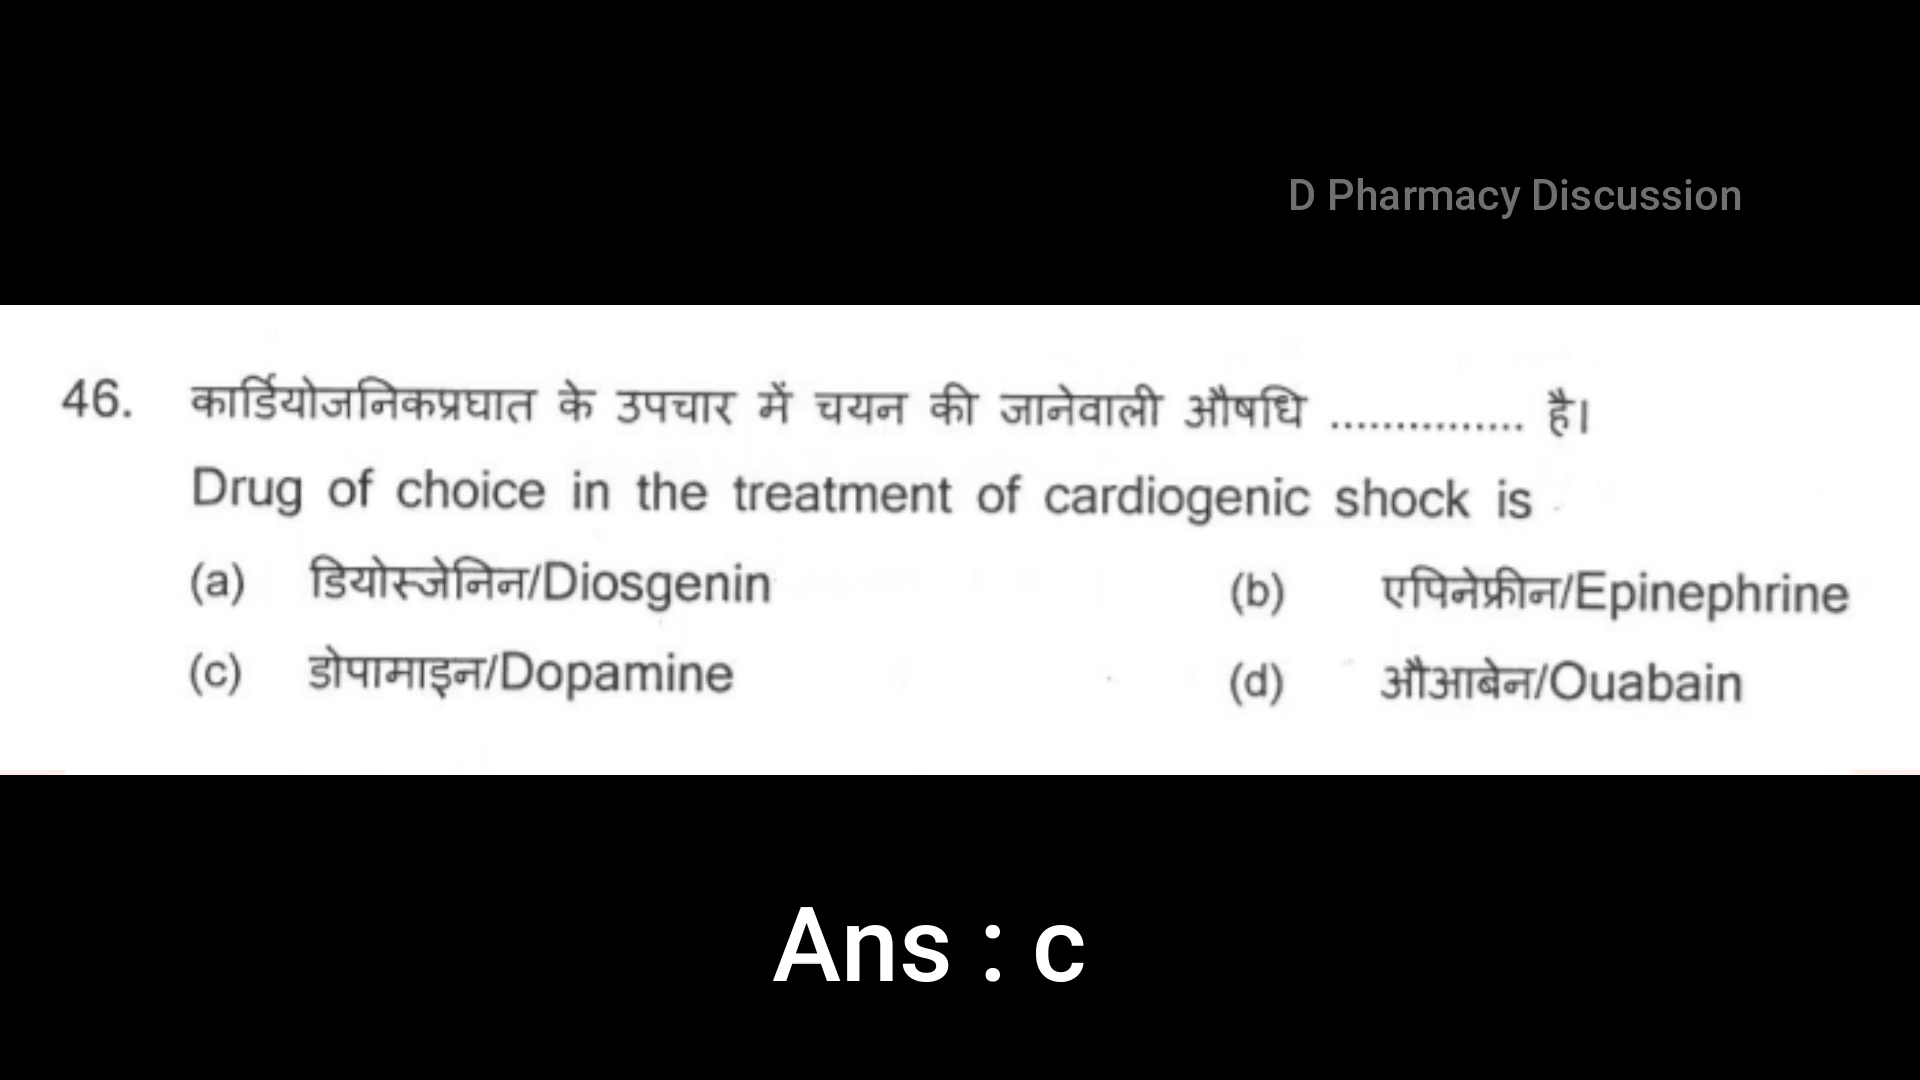 D Pharmacy Discussion
46. कार्डियोजनिकप्रघात के उपचार में चयन की जानेवाली औषधि ............... है।
Drug of choice in the treatment of cardiogenic shock is
(a) डियोस्जेनिन/Diosgenin (b) एपिनेफ्रीन/Epinephrine
(c) डोपामाइन/Dopamine (d) औआबेन/Ouabain
Ans : c